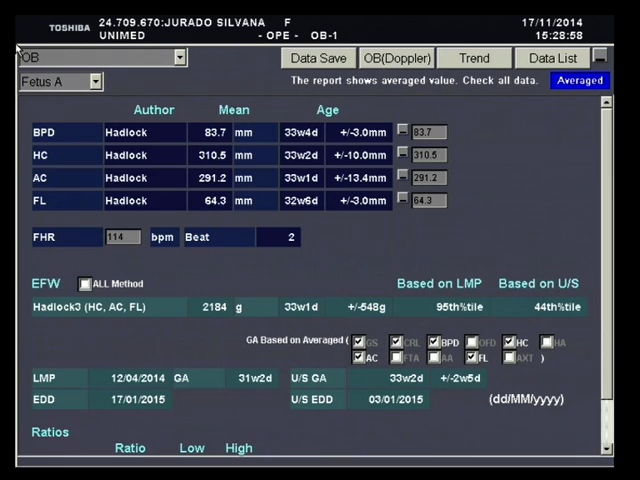 TOSHIBA 24.709.670:JURADO SILVANA F 17/11/2014
UNIMED - OPE - OB-1 15:28:58
OB Data Save OB(Doppler) Trend Data List
Fetus A The report shows averaged value. Check all data. Averaged
Author Mean Age
BPD Hadlock 83.7 mm 33w4d +/-3.0mm 83.7
HC Hadlock 310.5 mm 33w2d +/-10.0mm 310.5
AC Hadlock 291.2 mm 33w1d +/-13.4mm 291.2
FL Hadlock 64.3 mm 32w6d +/-3.0mm 64.3
FHR 114 bpm Beat 2
EFW ALL Method Based on LMP Based on U/S
Hadlock3 (HC, AC, FL) 2184 g 33w1d +/-548g 95th%tile 44th%tile
GA Based on Averaged ( GS CRL BPD OFD HC HA
AC FTA AA FL AXT )
LMP 12/04/2014 GA 31w2d U/S GA 33w2d +/-2w5d
EDD 17/01/2015 U/S EDD 03/01/2015 (dd/MM/yyyy)
Ratios
Ratio Low High